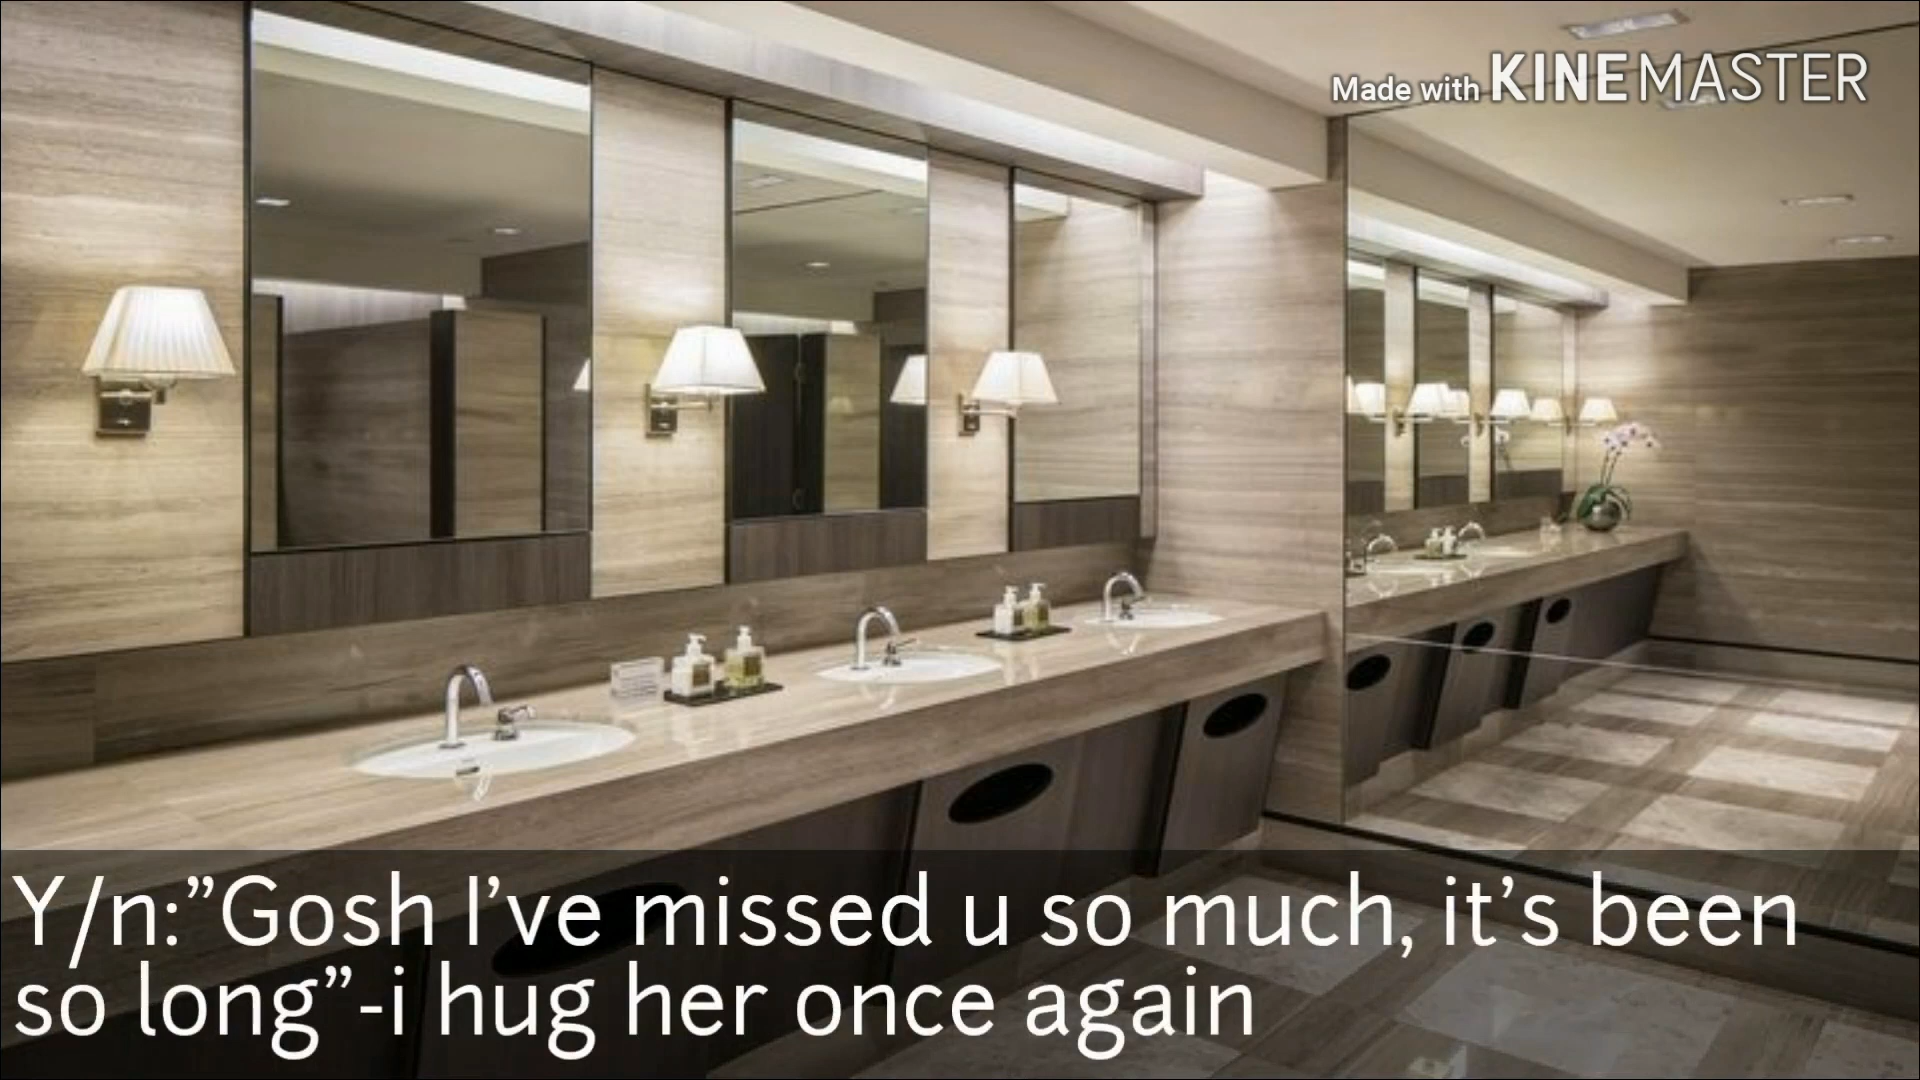 Made with KINEMASTER
Y/n:”Gosh I’ve missed u so much, it’s been
so long”-i hug her once again